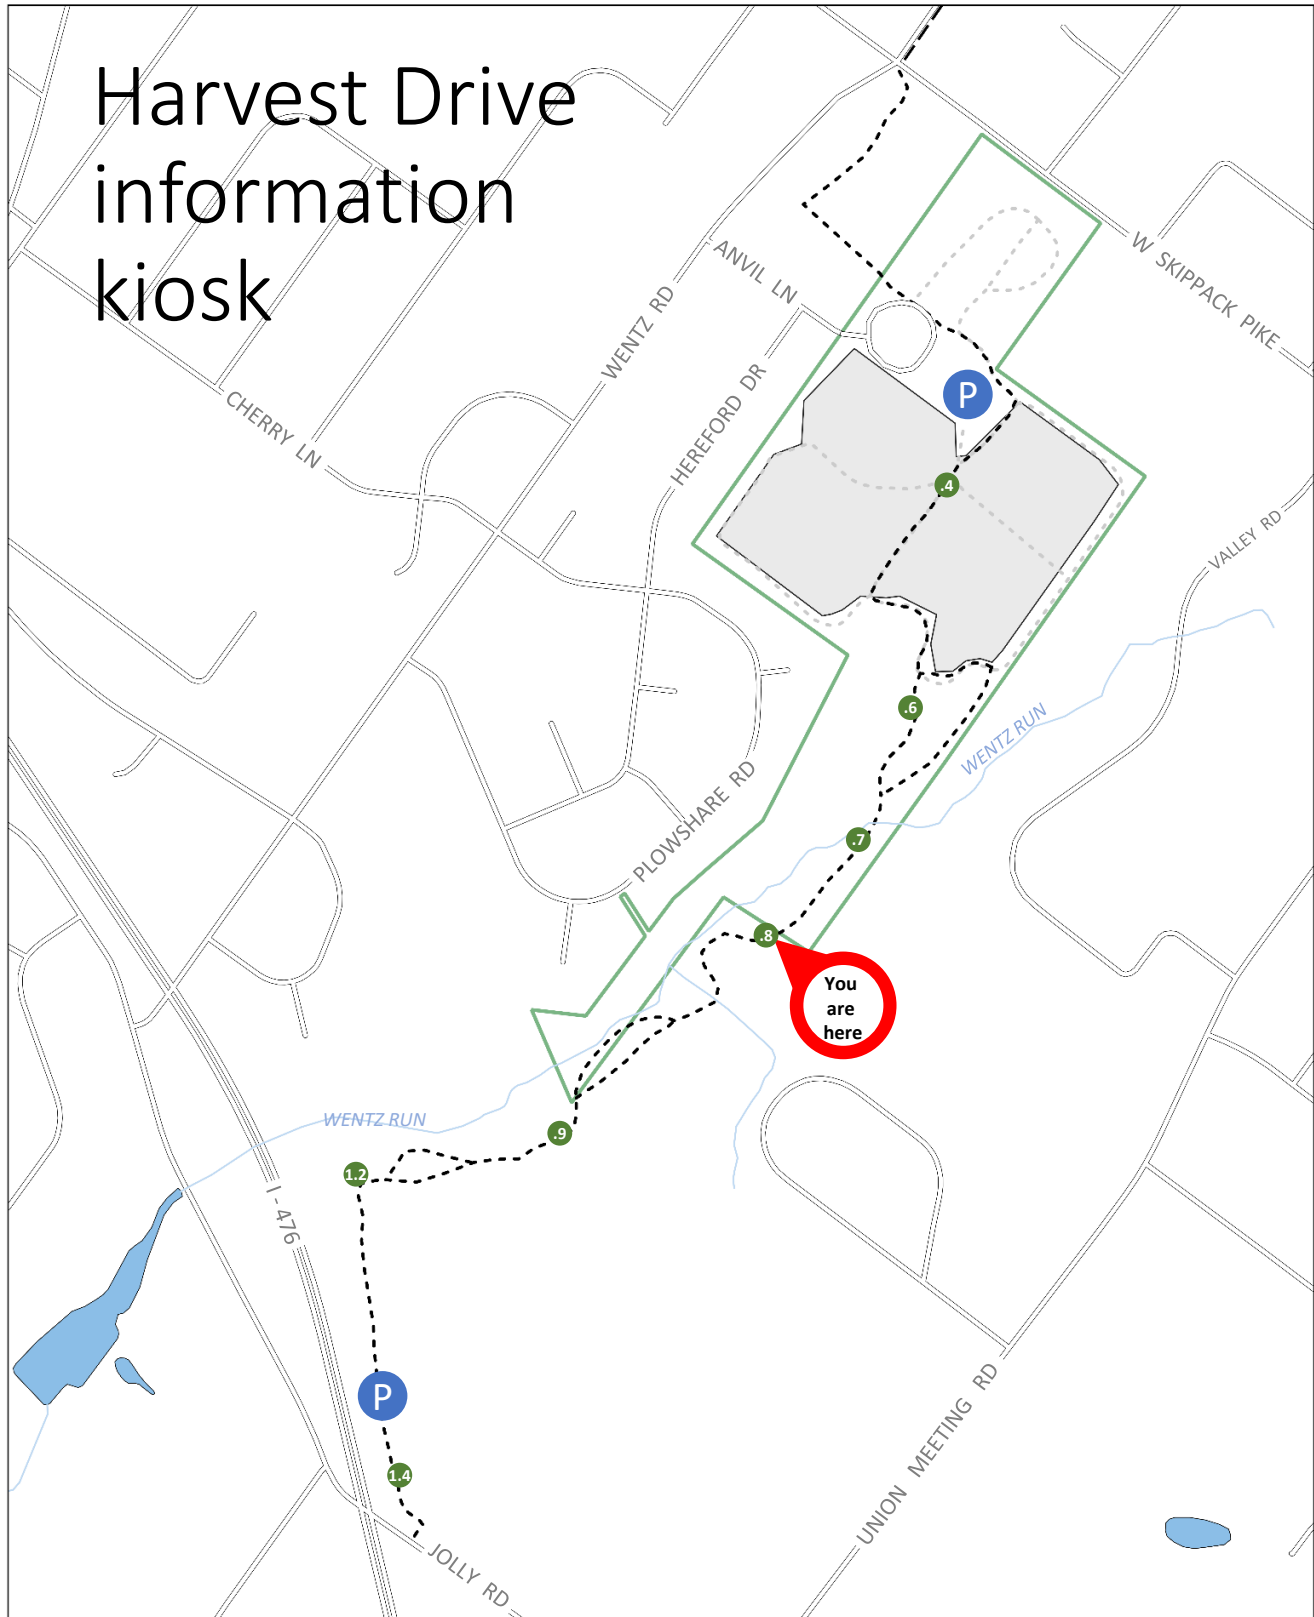 Harvest Drive
information
kiosk
W SKIPPACK PIKE
ANVIL LN
WENTZ RD
HEREFORD DR
CHERRY LN
P
.4
VALLEY RD
.6
WENTZ RUN
PLOWSHARE RD
.7
.8
You
are
here
WENTZ RUN
.9
1.2
I - 476
P
1.4
UNION MEETING RD
JOLLY RD